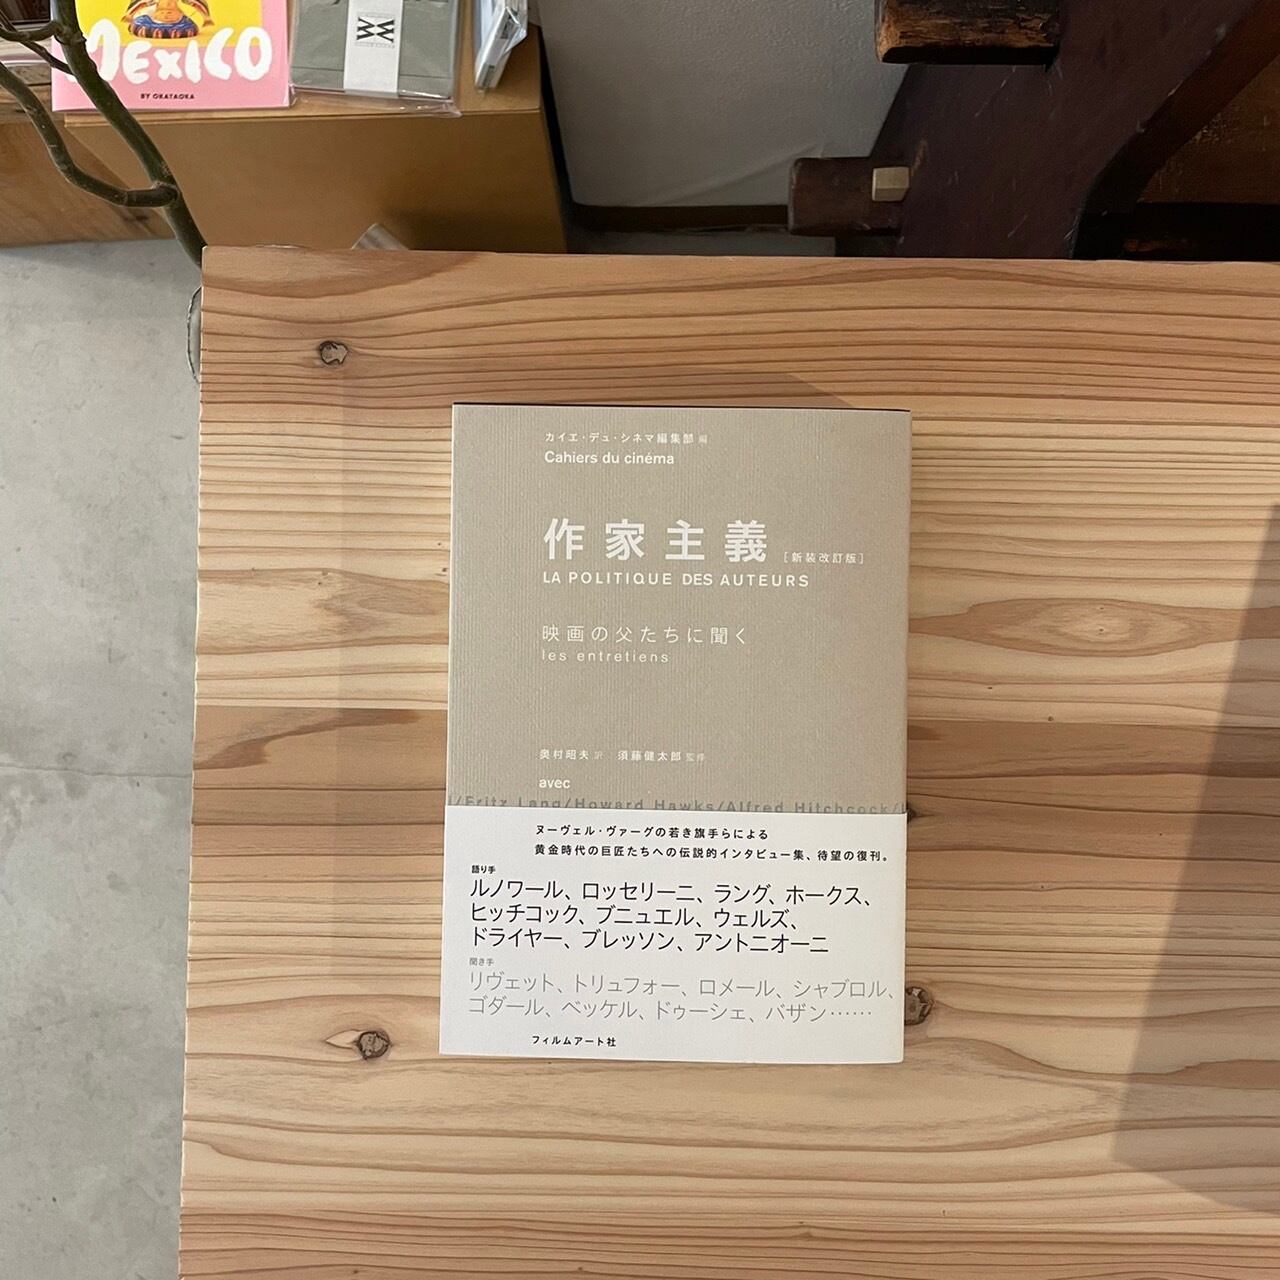 MEXICO
BY OKATAOKA
カイエ・デュ・シネマ編集部 編
Cahiers du cinéma
作家主義 [新装改訂版]
LA POLITIQUE DES AUTEURS
映画の父たちに聞く
les entretiens
奥村昭夫 訳 須藤健太郎 監修
avec
/Fritz Lang/Howard Hawks/Alfred Hitchcock/
ヌーヴェル・ヴァーグの若き旗手らによる
黄金時代の巨匠たちへの伝説的インタビュー集、待望の復刊。
語り手
ルノワール、ロッセリーニ、ラング、ホークス、
ヒッチコック、ブニュエル、ウェルズ、
ドライヤー、ブレッソン、アントニオーニ
聞き手
リヴェット、トリュフォー、ロメール、シャブロル、
ゴダール、ベッケル、ドゥーシェ、バザン……
フィルムアート社